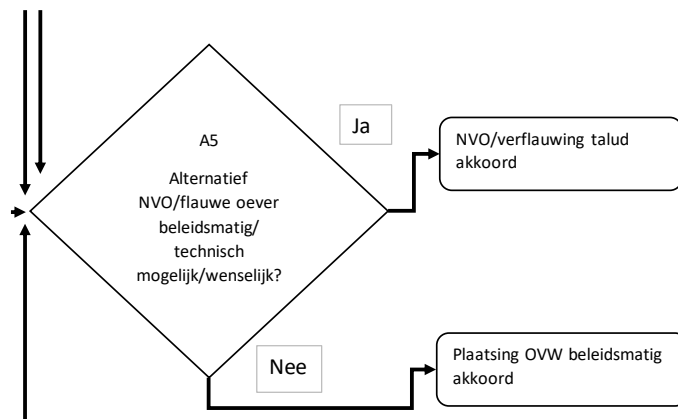 A5
Alternatief
NVO/flauwe oever
beleidsmatig/
technisch
mogelijk/wenselijk?
Ja
NVO/verflauwing talud
akkoord
Nee
Plaatsing OVW beleidsmatig
akkoord